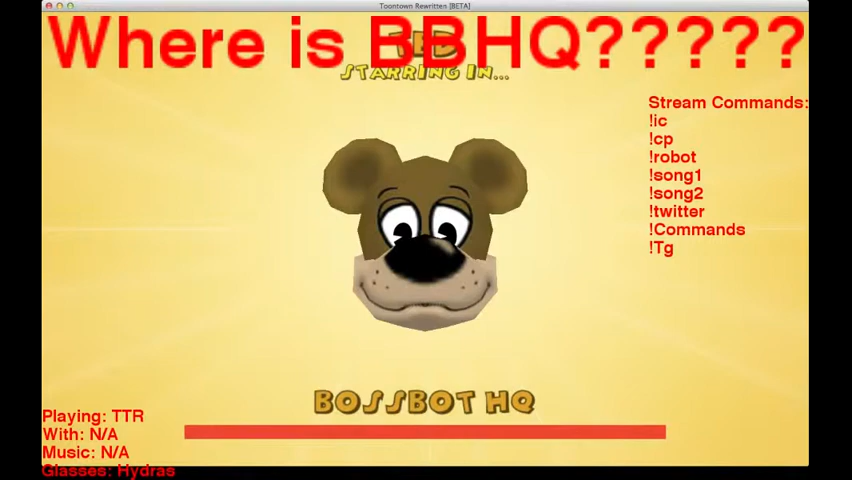 Toontown Rewritten [BETA]
Where is BBHQ?????
STARRING IN...
Stream Commands:
!ic
!cp
!robot
!song1
!song2
!twitter
!Commands
!Tg
BOSSBOT HQ
Playing: TTR
With: N/A
Music: N/A
Glasses: Hydras